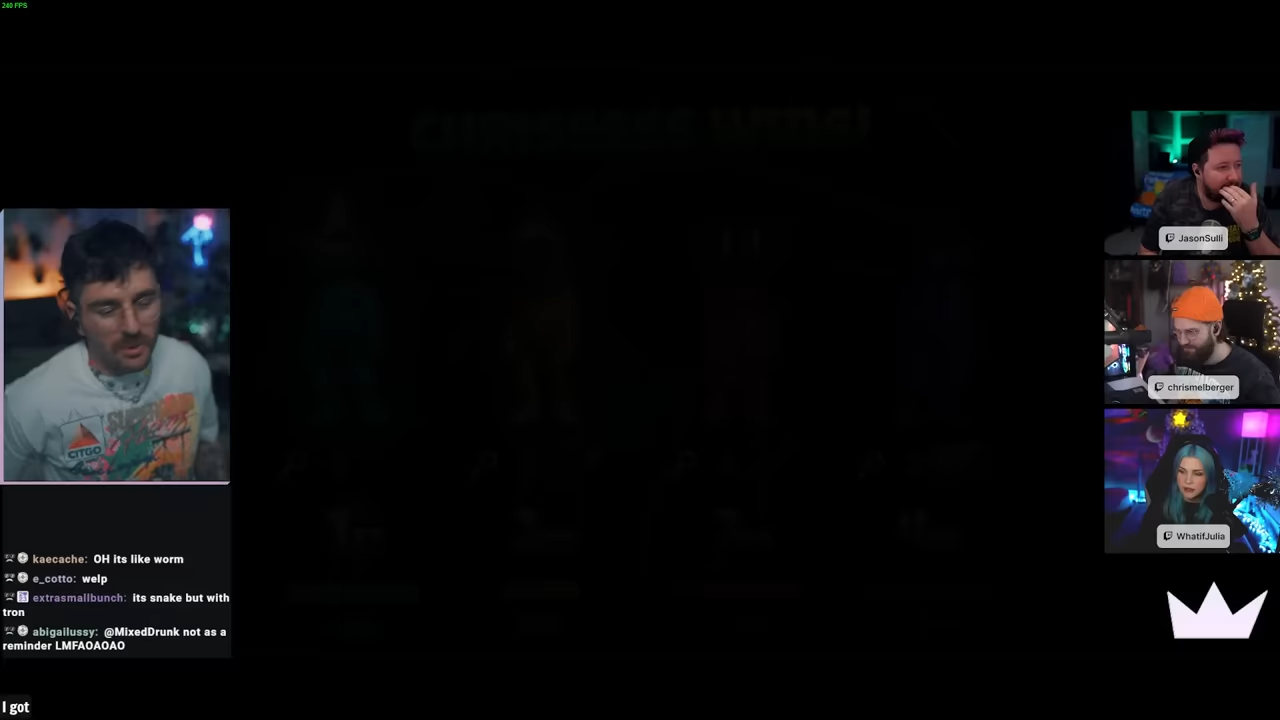 240 FPS
JasonSulli
CITGO
chrismelberger
WhatifJulia
kaecache: OH its like worm
e_cotto: welp
extrasmallbunch: its snake but with
tron
abigailussy: @MixedDrunk not as a
reminder LMFAOAOAO
I got